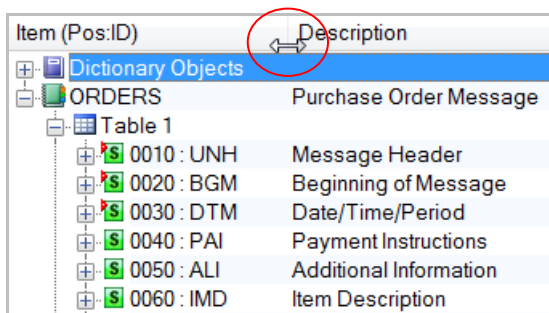 Item (Pos:ID) Description
Dictionary Objects
ORDERS Purchase Order Message
Table 1
S 0010 : UNH Message Header
S 0020 : BGM Beginning of Message
S 0030 : DTM Date/Time/Period
S 0040 : PAI Payment Instructions
S 0050 : ALI Additional Information
S 0060 : IMD Item Description